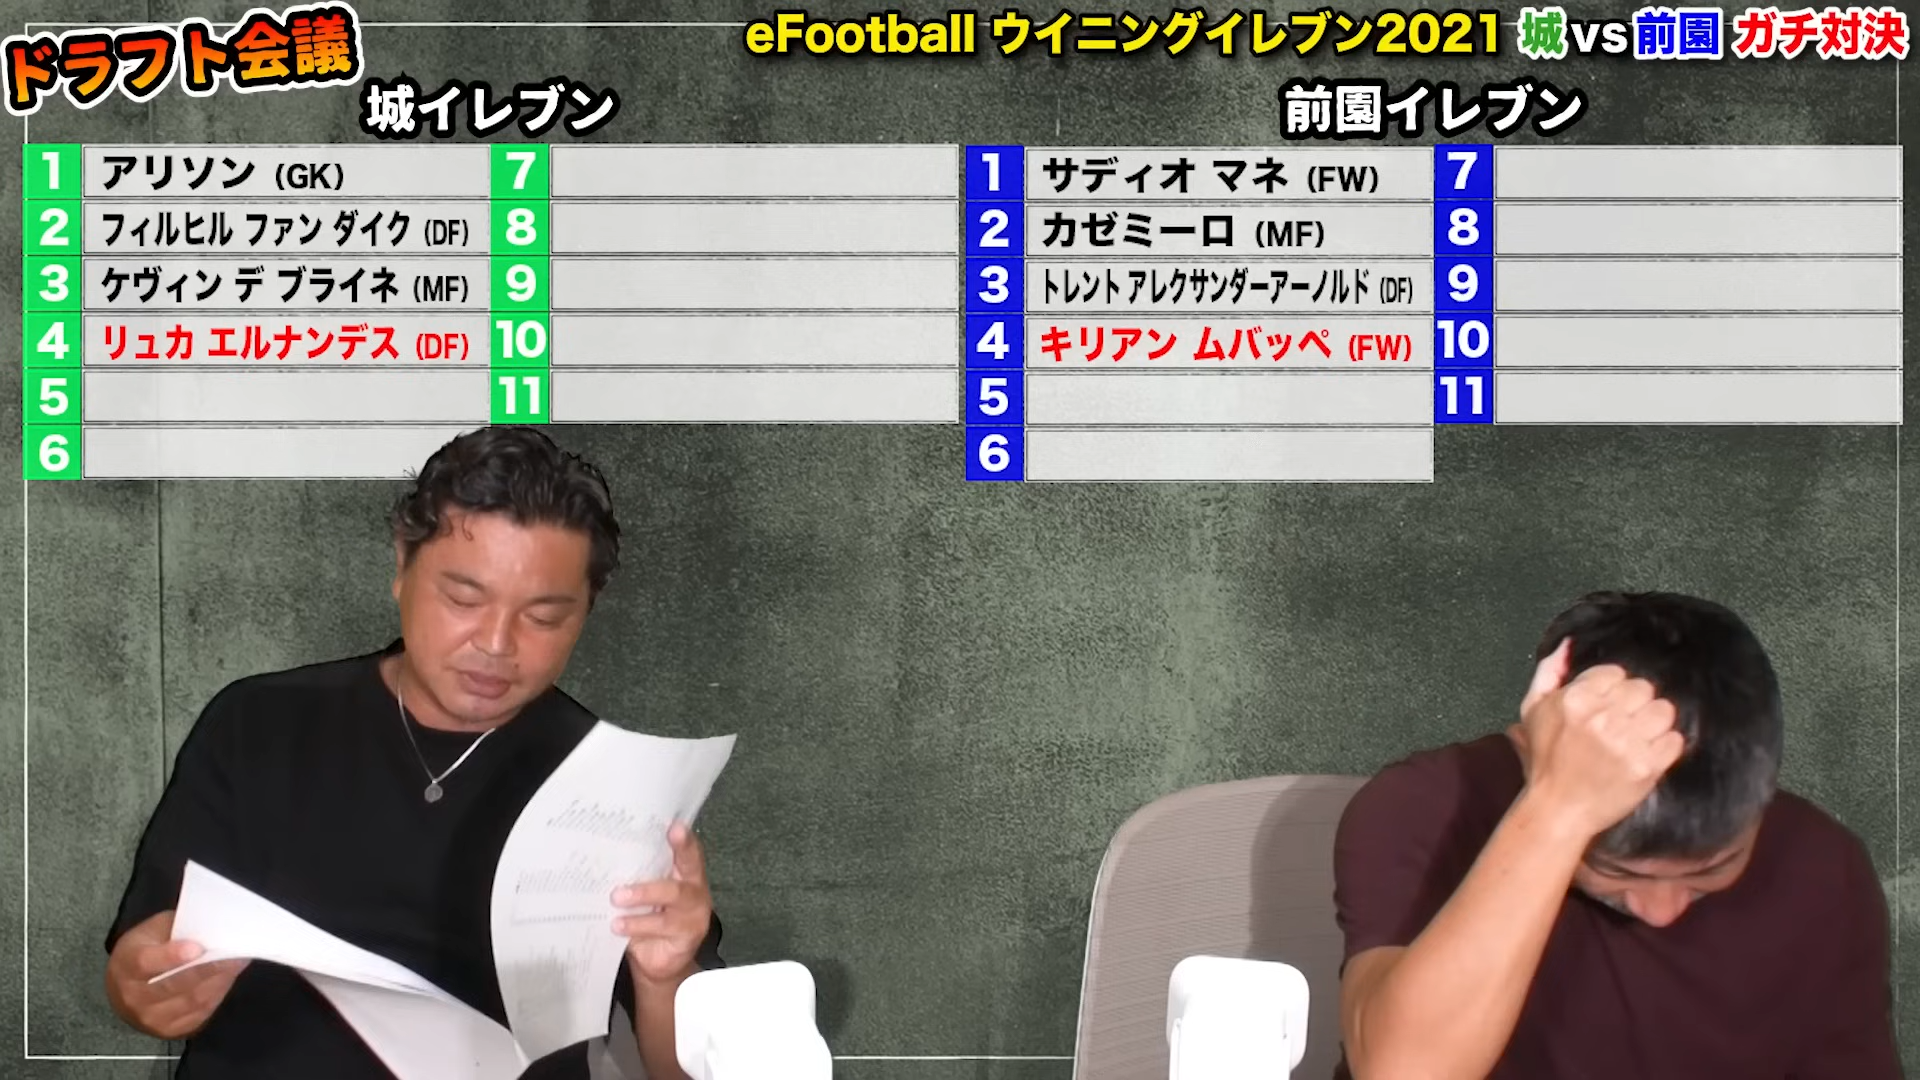 ドラフト会議
eFootball ウイニングイレブン2021 城vs前園 ガチ対決
城イレブン
1 アリソン (GK)
2 フィルヒル ファン ダイク (DF)
3 ケヴィン デ ブライネ (MF)
4 リュカ エルナンデス (DF)
5
6
7
8
9
10
11
前園イレブン
1 サディオ マネ (FW)
2 カゼミーロ (MF)
3 トレント アレクサンダーアーノルド (DF)
4 キリアン ムバッペ (FW)
5
6
7
8
9
10
11